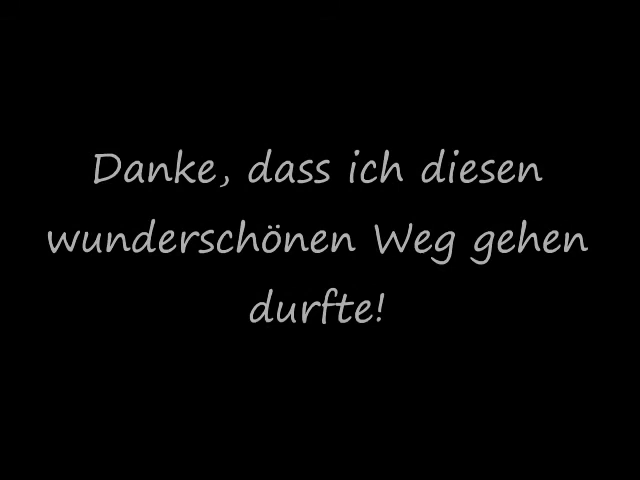 Danke, dass ich diesen
wunderschönen Weg gehen
durfte!